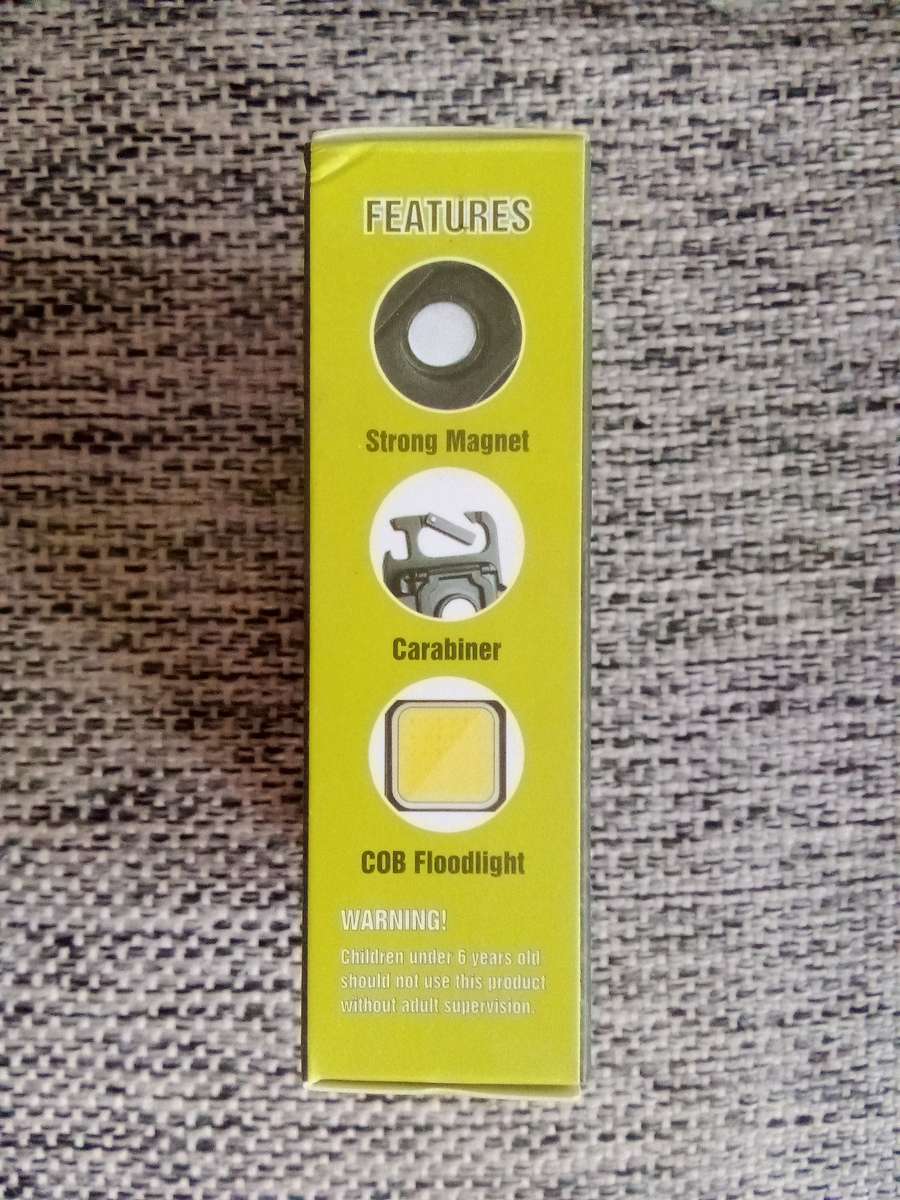 FEATURES
Strong Magnet
Carabiner
COB Floodlight
WARNING!
Children under 6 years old
should not use this product
without adult supervision.